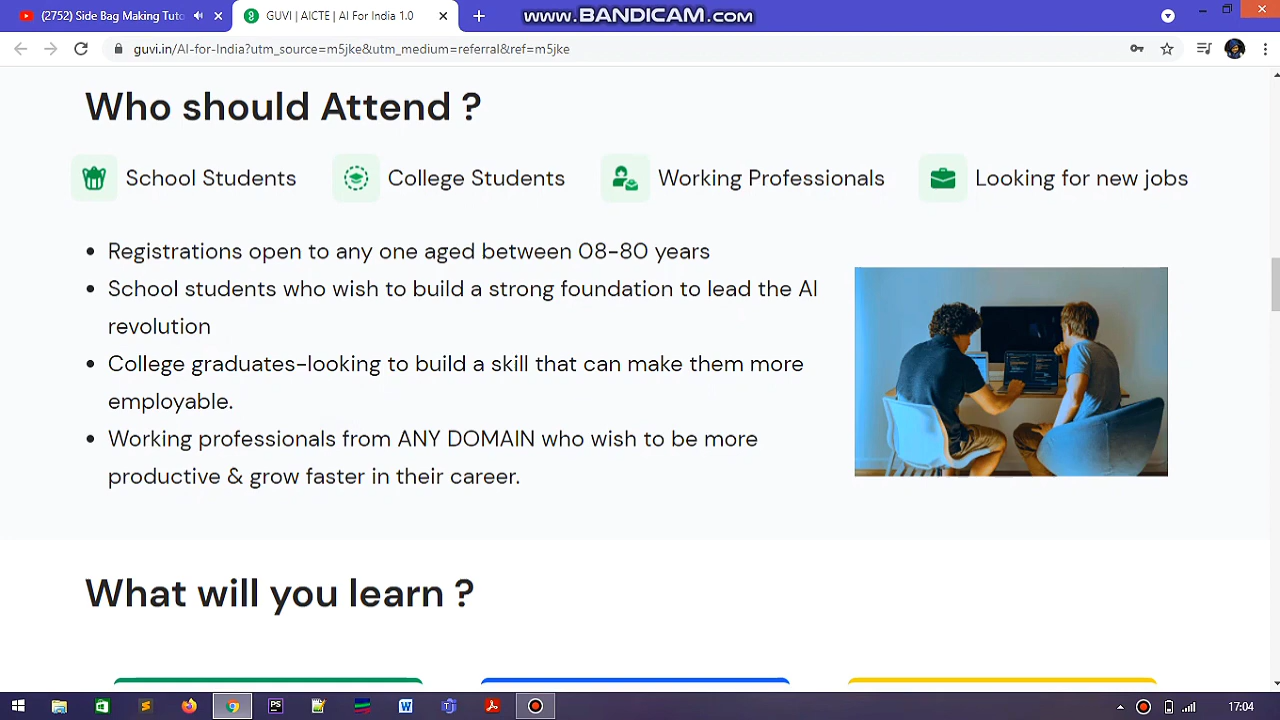 (2752) Side Bag Making Tuto
GUVI | AICTE | AI For India 1.0
www.BANDICAM.com
guvi.in/AI-for-India?utm_source=m5jke&utm_medium=referral&ref=m5jke
Who should Attend ?
School Students
College Students
Working Professionals
Looking for new jobs
• Registrations open to any one aged between 08-80 years
• School students who wish to build a strong foundation to lead the AI
revolution
• College graduates-looking to build a skill that can make them more
employable.
• Working professionals from ANY DOMAIN who wish to be more
productive & grow faster in their career.
What will you learn ?
17:04